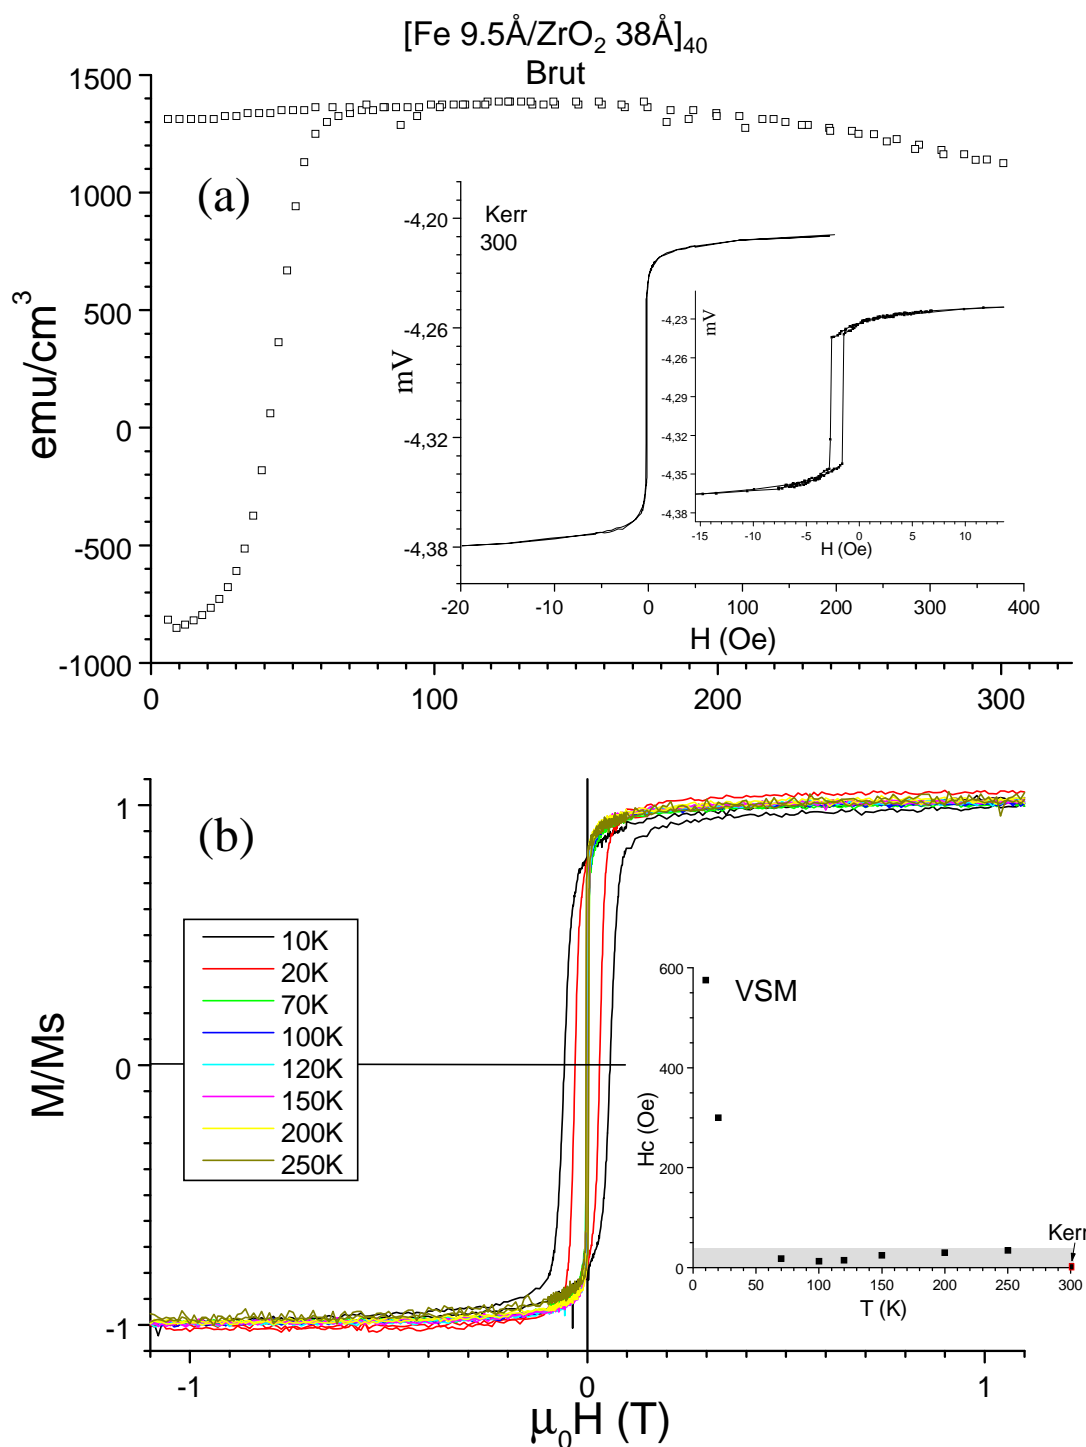 [Fe 9.5Å/ZrO₂ 38Å]₄₀
Brut
1500
1000
500
0
-500
-1000
emu/cm³
(a)
0
100
200
300
Kerr
300
-4,20
-4,26
-4,32
-4,38
mV
-20
-10
0
100
200
300
400
H (Oe)
mV
-4,23
-4,26
-4,29
-4,32
-4,35
-4,38
-15
-10
-5
0
5
10
H (Oe)
(b)
1
0
-1
M/Ms
10K
20K
70K
100K
120K
150K
200K
250K
-1
0
1
μ₀H (T)
VSM
600
400
200
0
Hc (Oe)
Kerr
0
50
100
150
200
250
300
T (K)